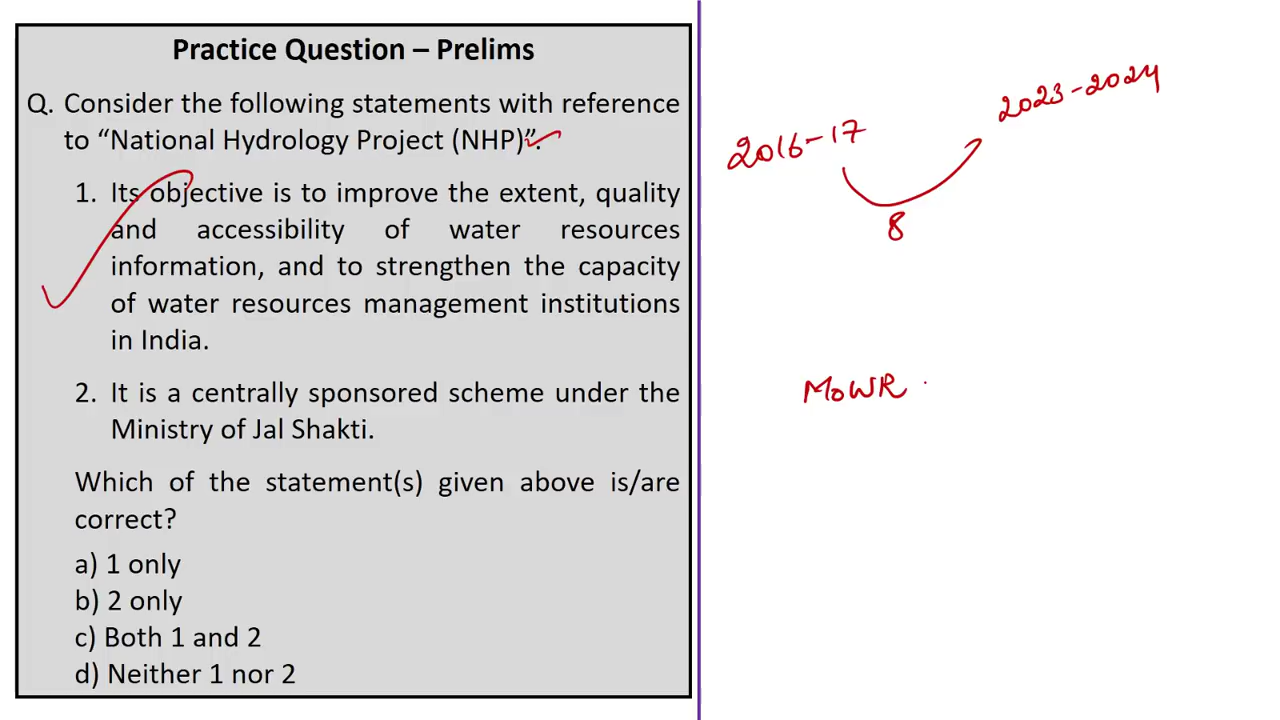 Practice Question – Prelims
Q. Consider the following statements with reference
to “National Hydrology Project (NHP)”.
1. Its objective is to improve the extent, quality
and accessibility of water resources
information, and to strengthen the capacity
of water resources management institutions
in India.
2. It is a centrally sponsored scheme under the
Ministry of Jal Shakti.
Which of the statement(s) given above is/are
correct?
a) 1 only
b) 2 only
c) Both 1 and 2
d) Neither 1 nor 2
2016-17
2023-2024
8
MoWR